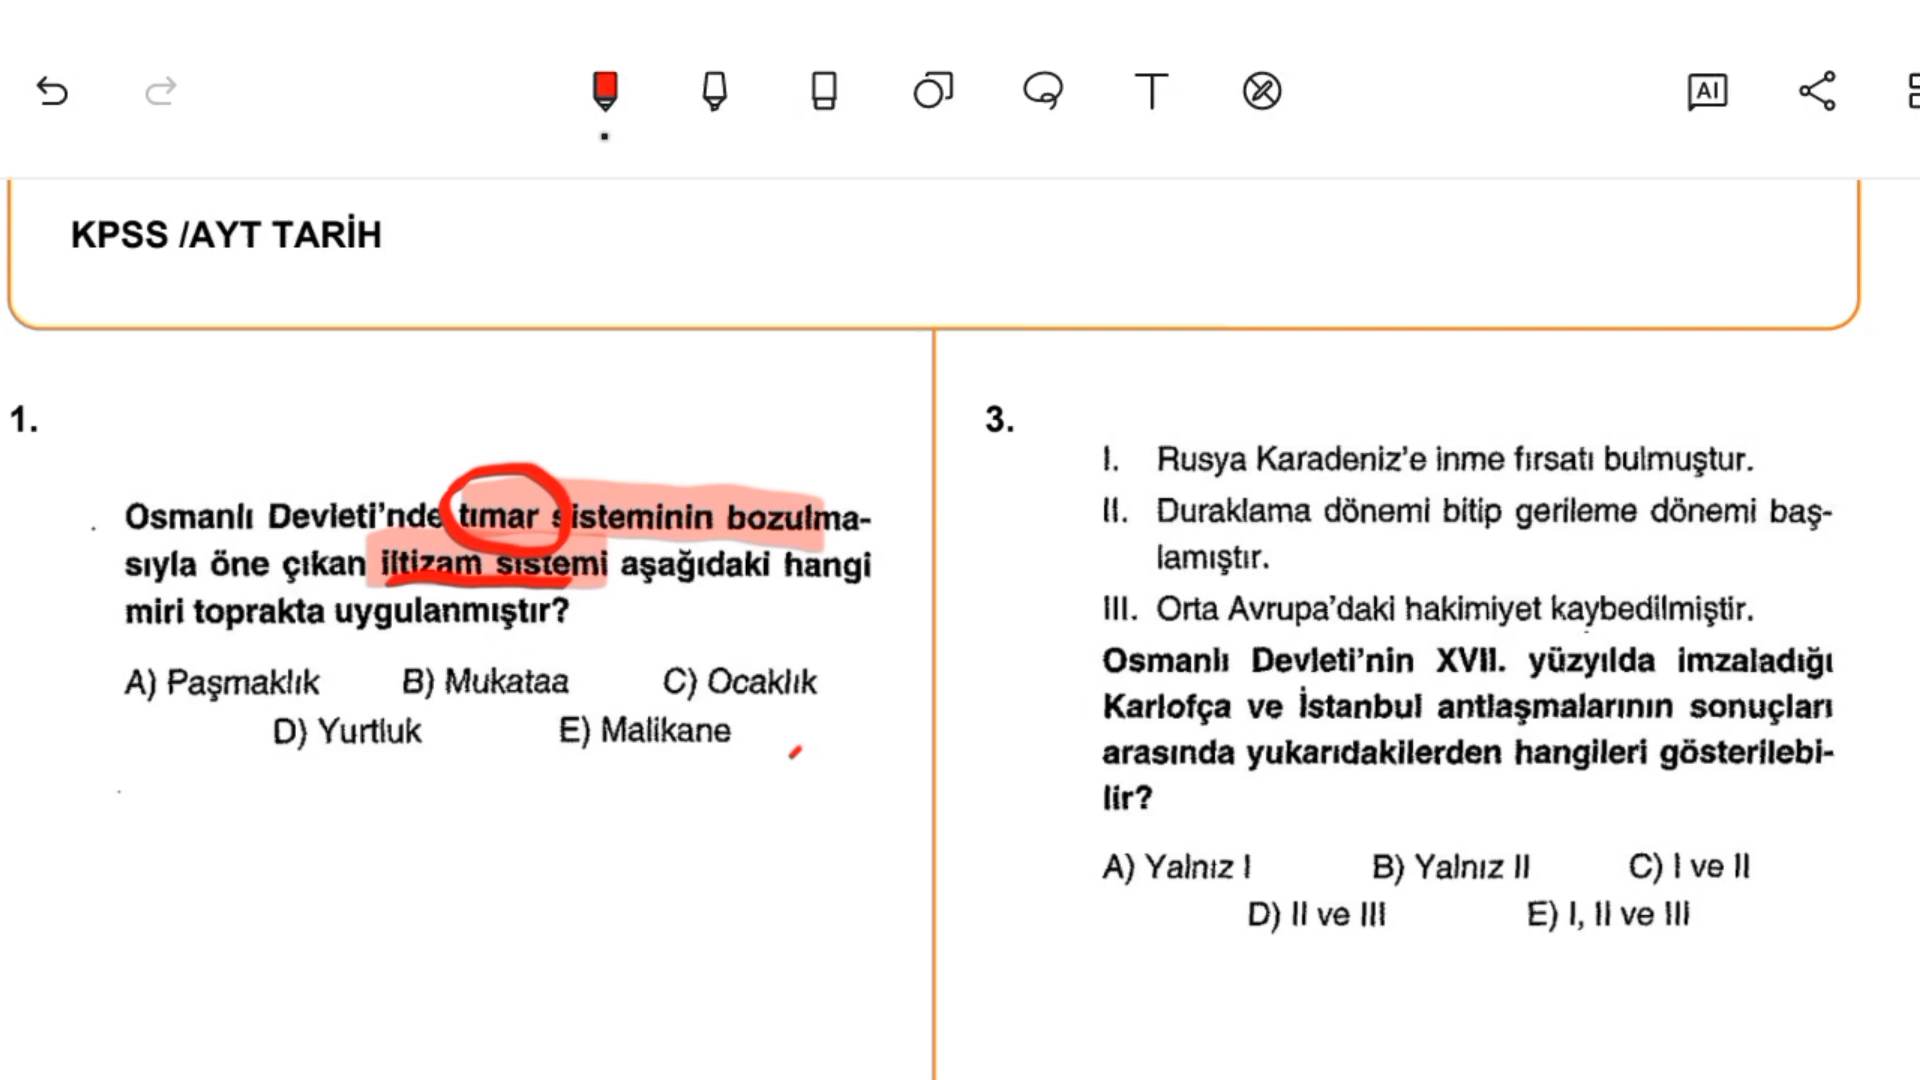 AI
KPSS /AYT TARİH
1.
Osmanlı Devleti'nde tımar sisteminin bozulma-
sıyla öne çıkan iltizam sistemi aşağıdaki hangi
miri toprakta uygulanmıştır?
A) Paşmaklık B) Mukataa C) Ocaklık
D) Yurtluk E) Malikane
3.
I. Rusya Karadeniz'e inme fırsatı bulmuştur.
II. Duraklama dönemi bitip gerileme dönemi baş-
lamıştır.
III. Orta Avrupa'daki hakimiyet kaybedilmiştir.
Osmanlı Devleti'nin XVII. yüzyılda imzaladığı
Karlofça ve İstanbul antlaşmalarının sonuçları
arasında yukarıdakilerden hangileri gösterilebi-
lir?
A) Yalnız I B) Yalnız II C) I ve II
D) II ve III E) I, II ve III